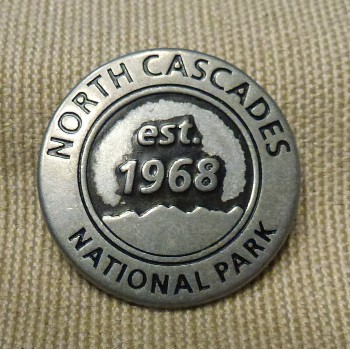 NORTH CASCADES
est.
1968
NATIONAL PARK